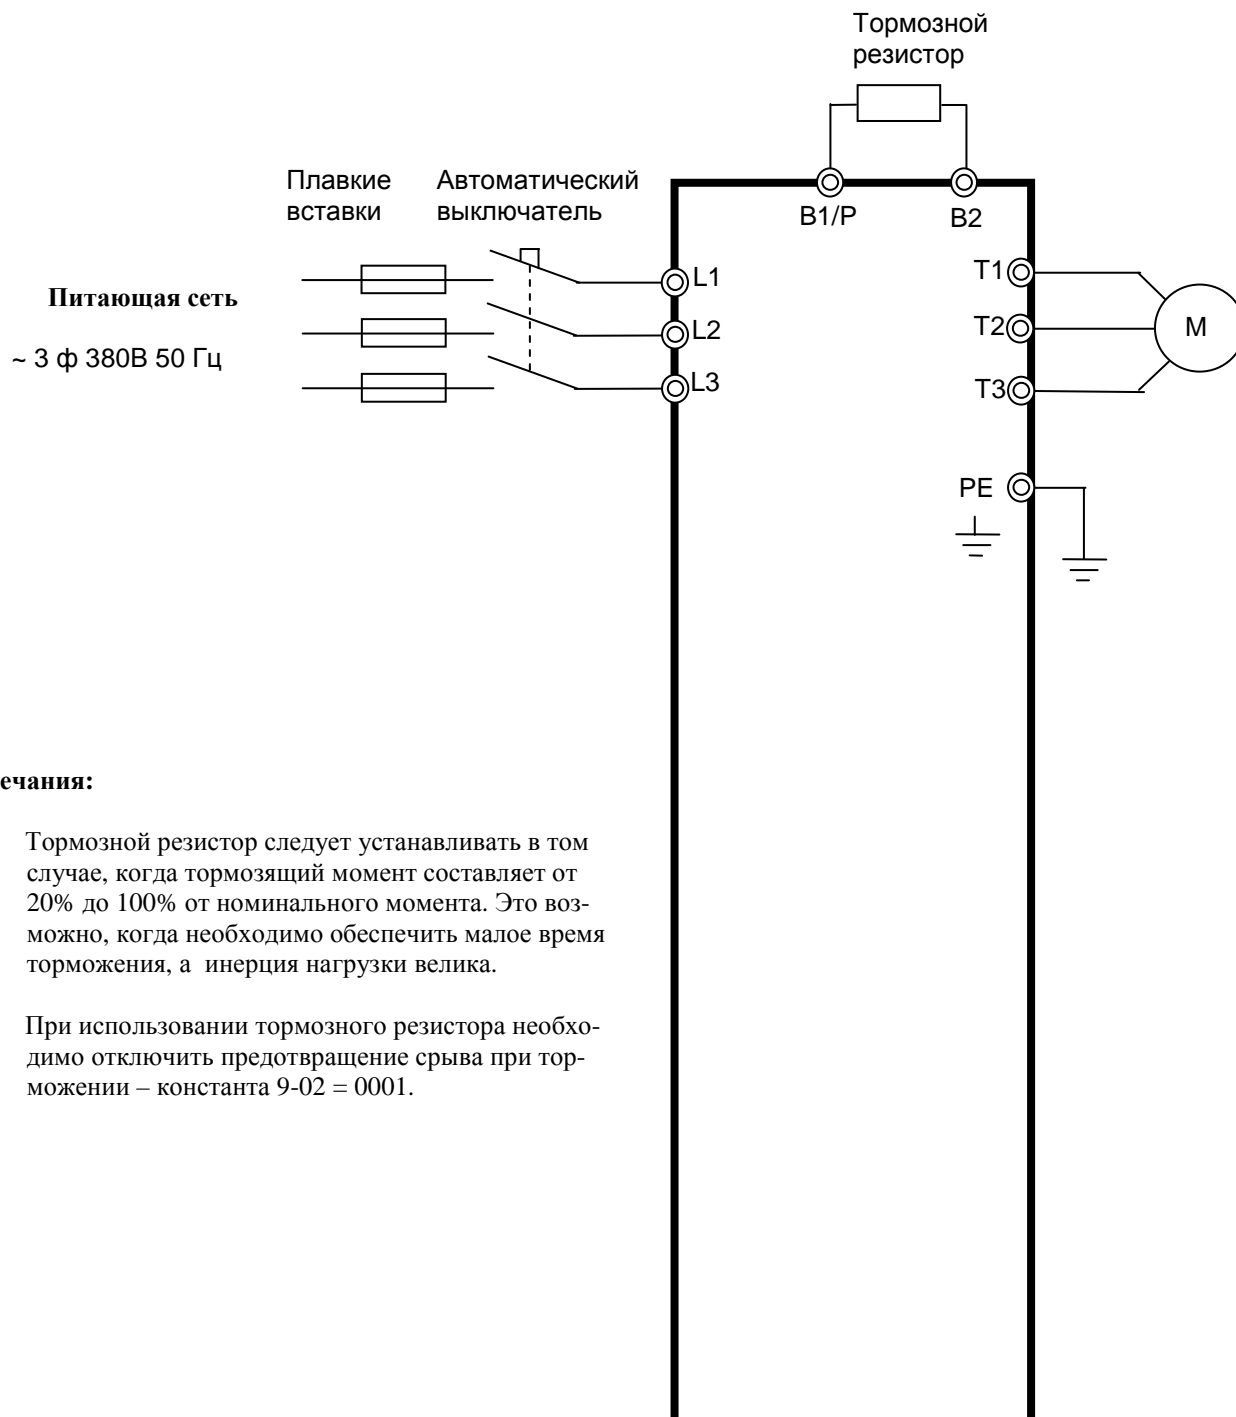 Тормозной
резистор
Плавкие
вставки
Автоматический
выключатель
B1/P
B2
Питающая сеть
~ 3 ф 380В 50 Гц
L1
L2
L3
T1
T2
T3
M
PE
ечания:
Тормозной резистор следует устанавливать в том
случае, когда тормозящий момент составляет от
20% до 100% от номинального момента. Это воз-
можно, когда необходимо обеспечить малое время
торможения, а инерция нагрузки велика.
При использовании тормозного резистора необхо-
димо отключить предотвращение срыва при тор-
можении – константа 9-02 = 0001.